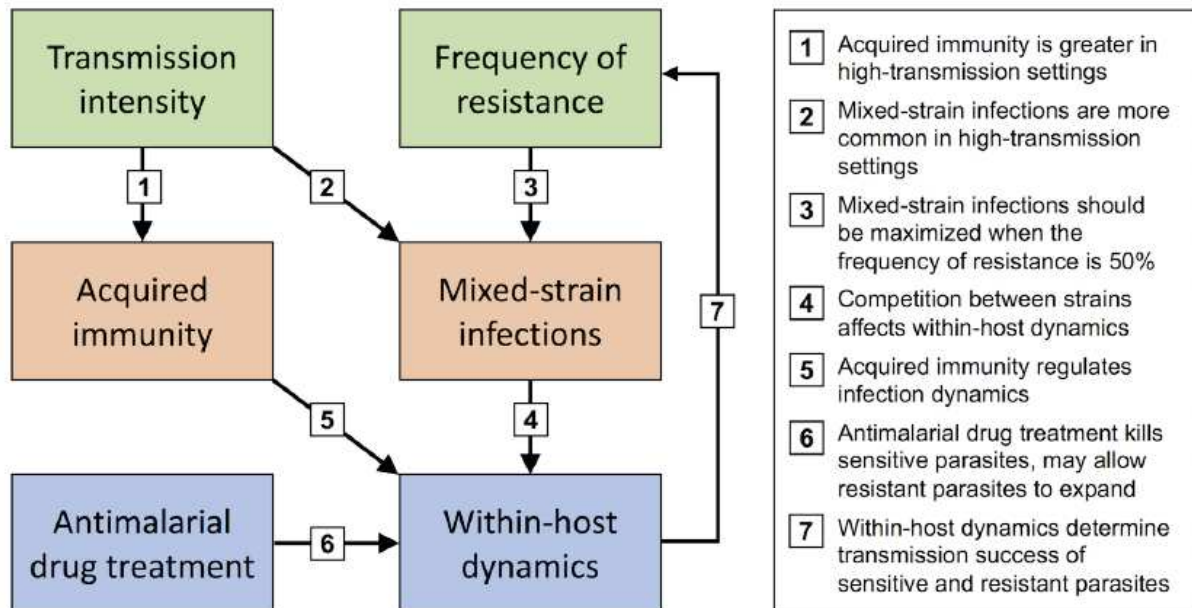 Transmission
intensity
Frequency of
resistance
1
2
3
Acquired
immunity
Mixed-strain
infections
7
5
4
Antimalarial
drug treatment
6
Within-host
dynamics
1 Acquired immunity is greater in
high-transmission settings
2 Mixed-strain infections are more
common in high-transmission
settings
3 Mixed-strain infections should
be maximized when the
frequency of resistance is 50%
4 Competition between strains
affects within-host dynamics
5 Acquired immunity regulates
infection dynamics
6 Antimalarial drug treatment kills
sensitive parasites, may allow
resistant parasites to expand
7 Within-host dynamics determine
transmission success of
sensitive and resistant parasites